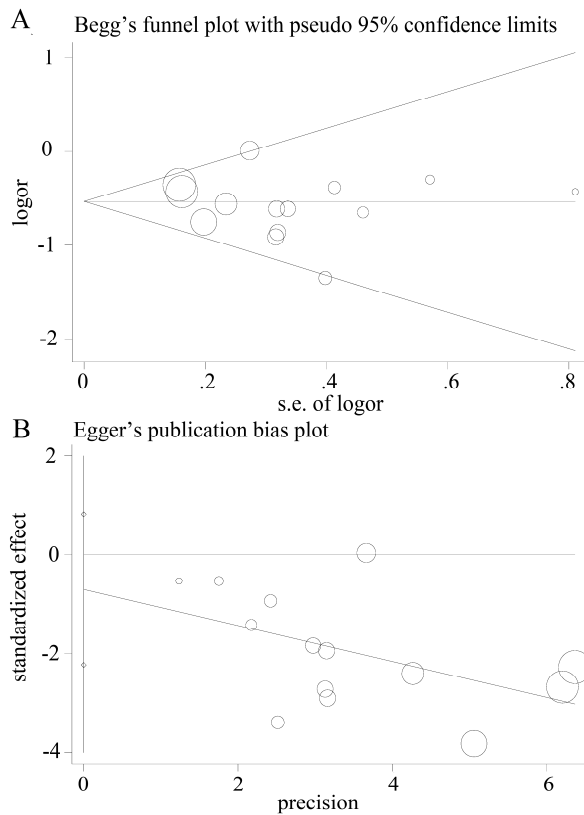 A
Begg's funnel plot with pseudo 95% confidence limits
1
0
-1
-2
logor
0 .2 .4 .6 .8
s.e. of logor
B
Egger's publication bias plot
2
0
-2
-4
standardized effect
0 2 4 6
precision